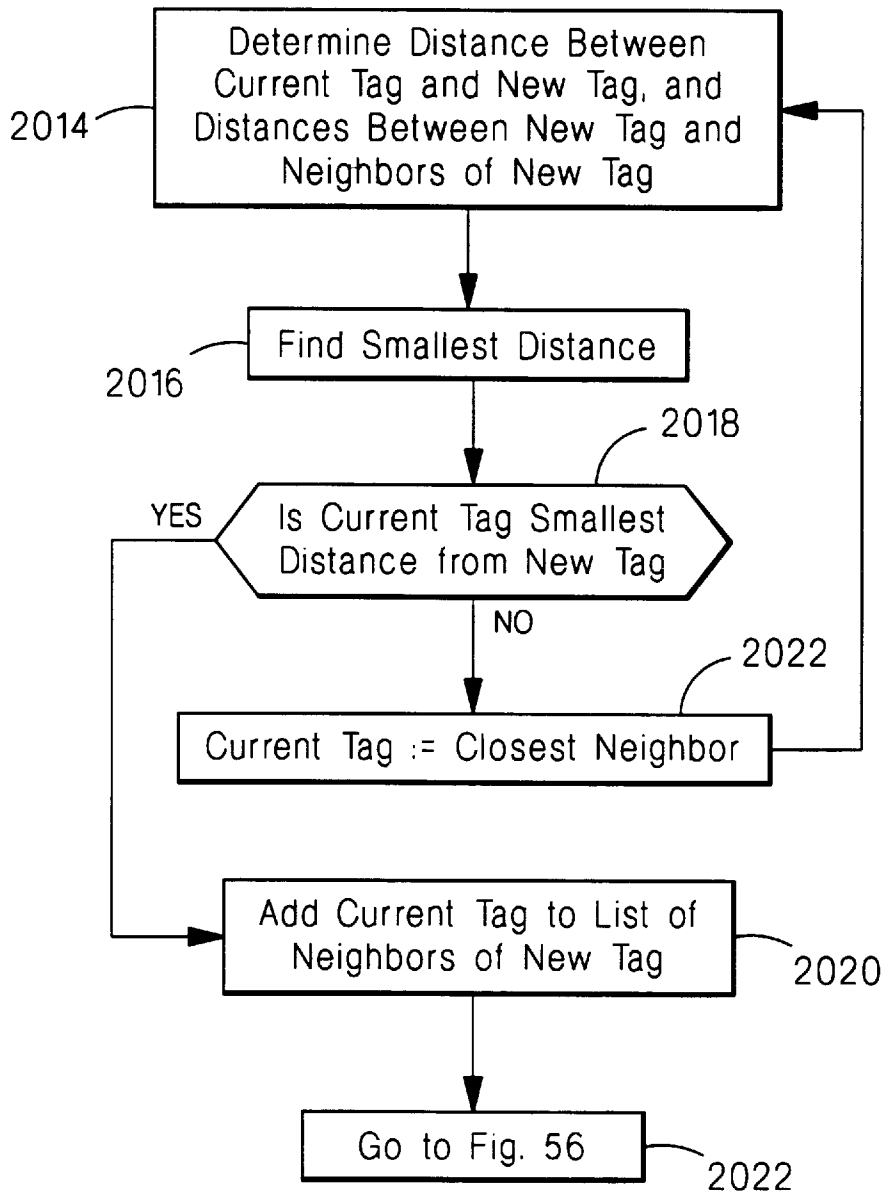 Determine Distance Between
Current Tag and New Tag, and
Distances Between New Tag and
Neighbors of New Tag
2014
Find Smallest Distance
2016
2018
YES
Is Current Tag Smallest
Distance from New Tag
NO
2022
Current Tag := Closest Neighbor
Add Current Tag to List of
Neighbors of New Tag
2020
Go to Fig. 56
2022